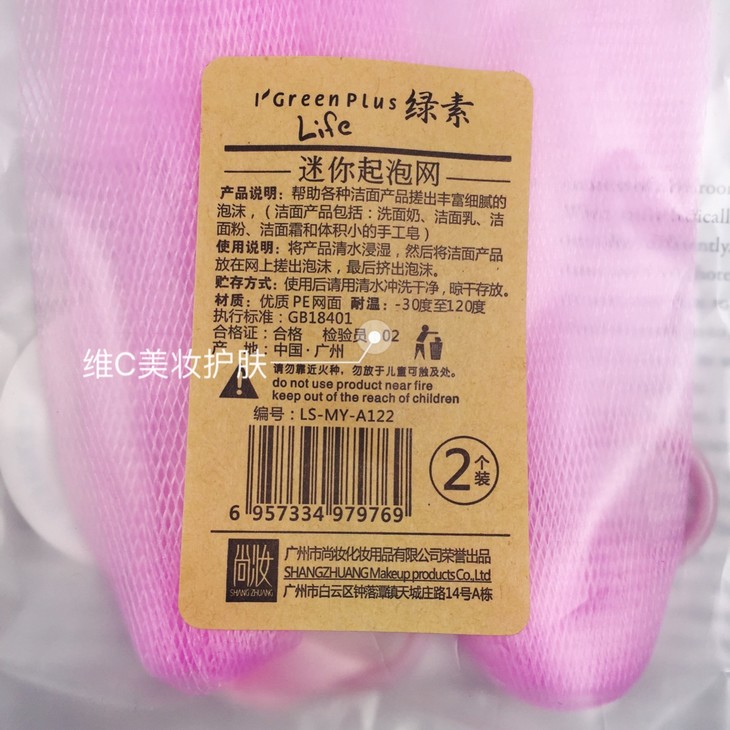 GreenPlus 绿素
Life
迷你起泡网
产品说明：帮助各种洁面产品搓出丰富细腻的
泡沫，（洁面产品包括：洗面奶、洁面乳、洁
面粉、洁面霜和体积小的手工皂）
使用说明：将产品清水浸湿，然后将洁面产品
放在网上搓出泡沫，最后挤出泡沫。
贮存方式：使用后请用清水冲洗干净，晾干存放。
材质：优质PE网面 耐温：-30度至120度
执行标准：GB18401
合格证：合格 检验员 02
产 地：中国·广州
维C美妆护肤
请勿靠近火种，勿放于儿童可触及处。
do not use product near fire
keep out of the reach of children
编号：LS-MY-A122
2个装
6 957334 979769
尚妆
SHANG ZHUANG
广州市尚妆化妆用品有限公司荣誉出品
SHANGZHUANG Makeup products Co.,Ltd
广州市白云区钟落潭镇天城庄路14号A栋